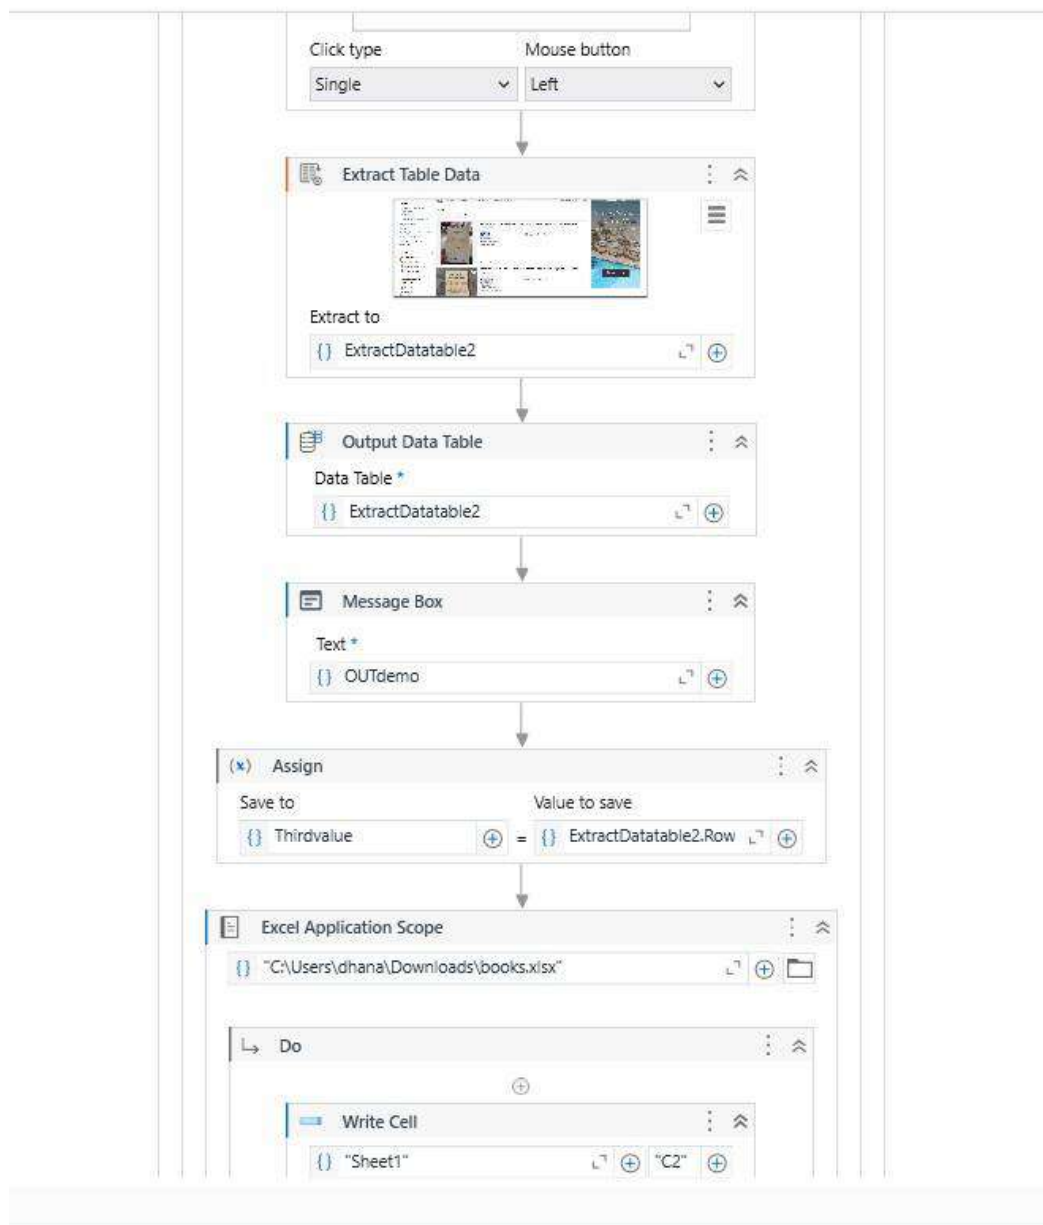 Click type Mouse button
Single Left
Extract Table Data
Extract to
{} ExtractDatatable2
Output Data Table
Data Table *
{} ExtractDatatable2
Message Box
Text *
{} OUTdemo
(x) Assign
Save to Value to save
{} Thirdvalue = {} ExtractDatatable2.Row
Excel Application Scope
{} "C:\Users\dhana\Downloads\books.xlsx"
Do
Write Cell
{} "Sheet1" "C2"